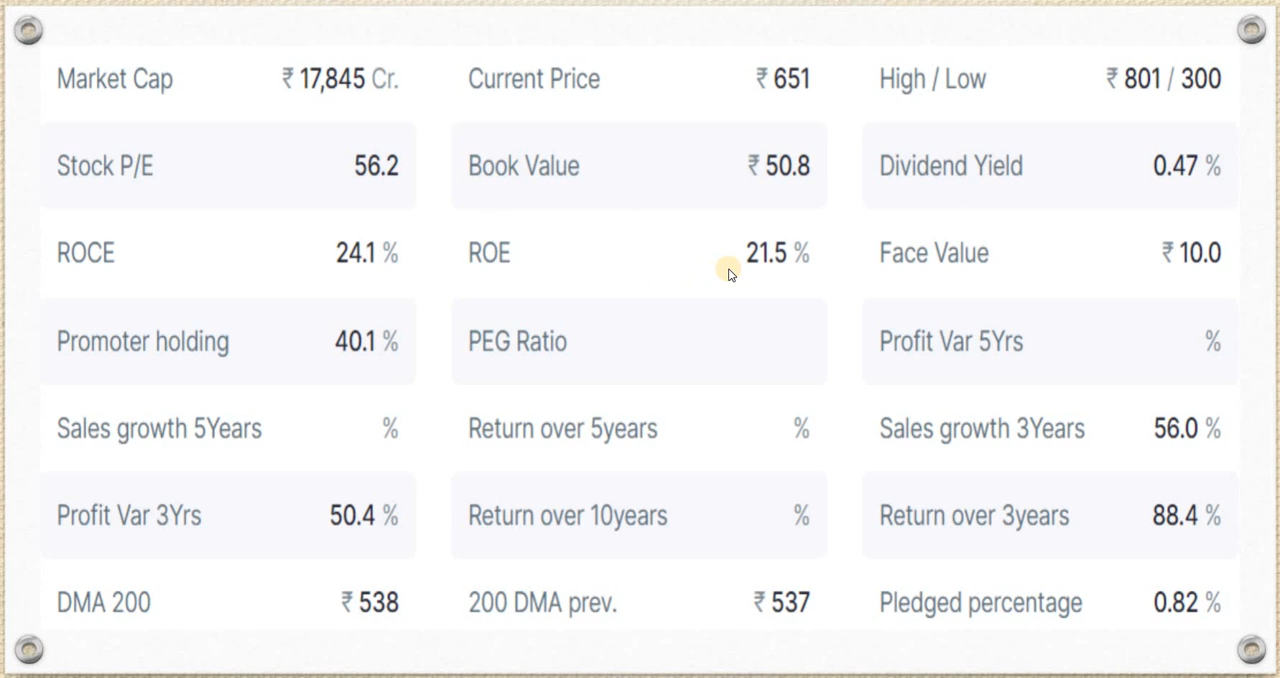 Market Cap ₹ 17,845 Cr. Current Price ₹ 651 High / Low ₹ 801 / 300
Stock P/E 56.2 Book Value ₹ 50.8 Dividend Yield 0.47 %
ROCE 24.1 % ROE 21.5 % Face Value ₹ 10.0
Promoter holding 40.1 % PEG Ratio Profit Var 5Yrs %
Sales growth 5Years % Return over 5years % Sales growth 3Years 56.0 %
Profit Var 3Yrs 50.4 % Return over 10years % Return over 3years 88.4 %
DMA 200 ₹ 538 200 DMA prev. ₹ 537 Pledged percentage 0.82 %